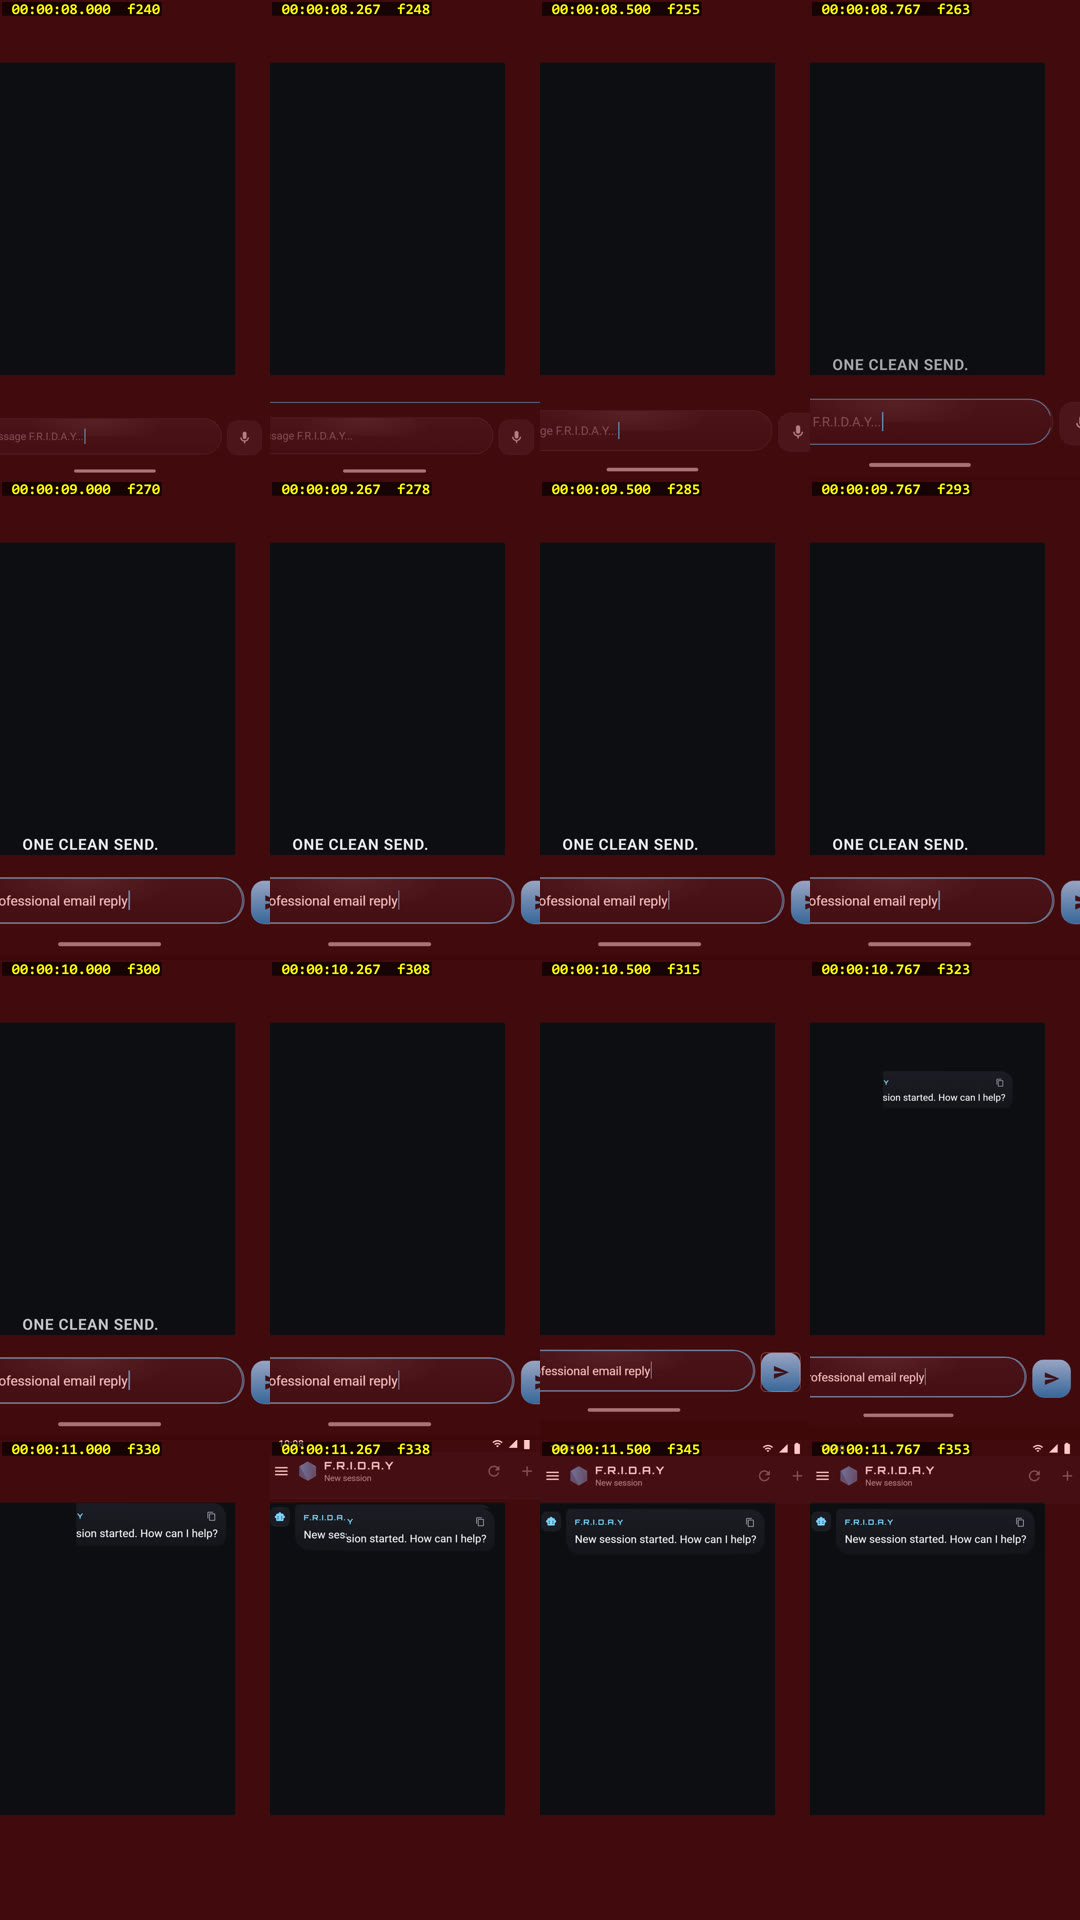 00:00:08.000 f240
00:00:08.267 f248
00:00:08.500 f255
00:00:08.767 f263
ONE CLEAN SEND.
ssage F.R.I.D.A.Y...
sage F.R.I.D.A.Y...
ge F.R.I.D.A.Y...
F.R.I.D.A.Y...
00:00:09.000 f270
00:00:09.267 f278
00:00:09.500 f285
00:00:09.767 f293
ONE CLEAN SEND.
ONE CLEAN SEND.
ONE CLEAN SEND.
ONE CLEAN SEND.
ofessional email reply
ofessional email reply
ofessional email reply
ofessional email reply
00:00:10.000 f300
00:00:10.267 f308
00:00:10.500 f315
00:00:10.767 f323
Y
sion started. How can I help?
ONE CLEAN SEND.
ofessional email reply
ofessional email reply
fessional email reply
ofessional email reply
00:00:11.000 f330
00:00:11.267 f338
00:00:11.500 f345
00:00:11.767 f353
F.R.I.D.A.Y
New session
F.R.I.D.A.Y
New session
F.R.I.D.A.Y
New session
Y
sion started. How can I help?
F.R.I.D.A.Y
New ses sion started. How can I help?
F.R.I.D.A.Y
New session started. How can I help?
F.R.I.D.A.Y
New session started. How can I help?